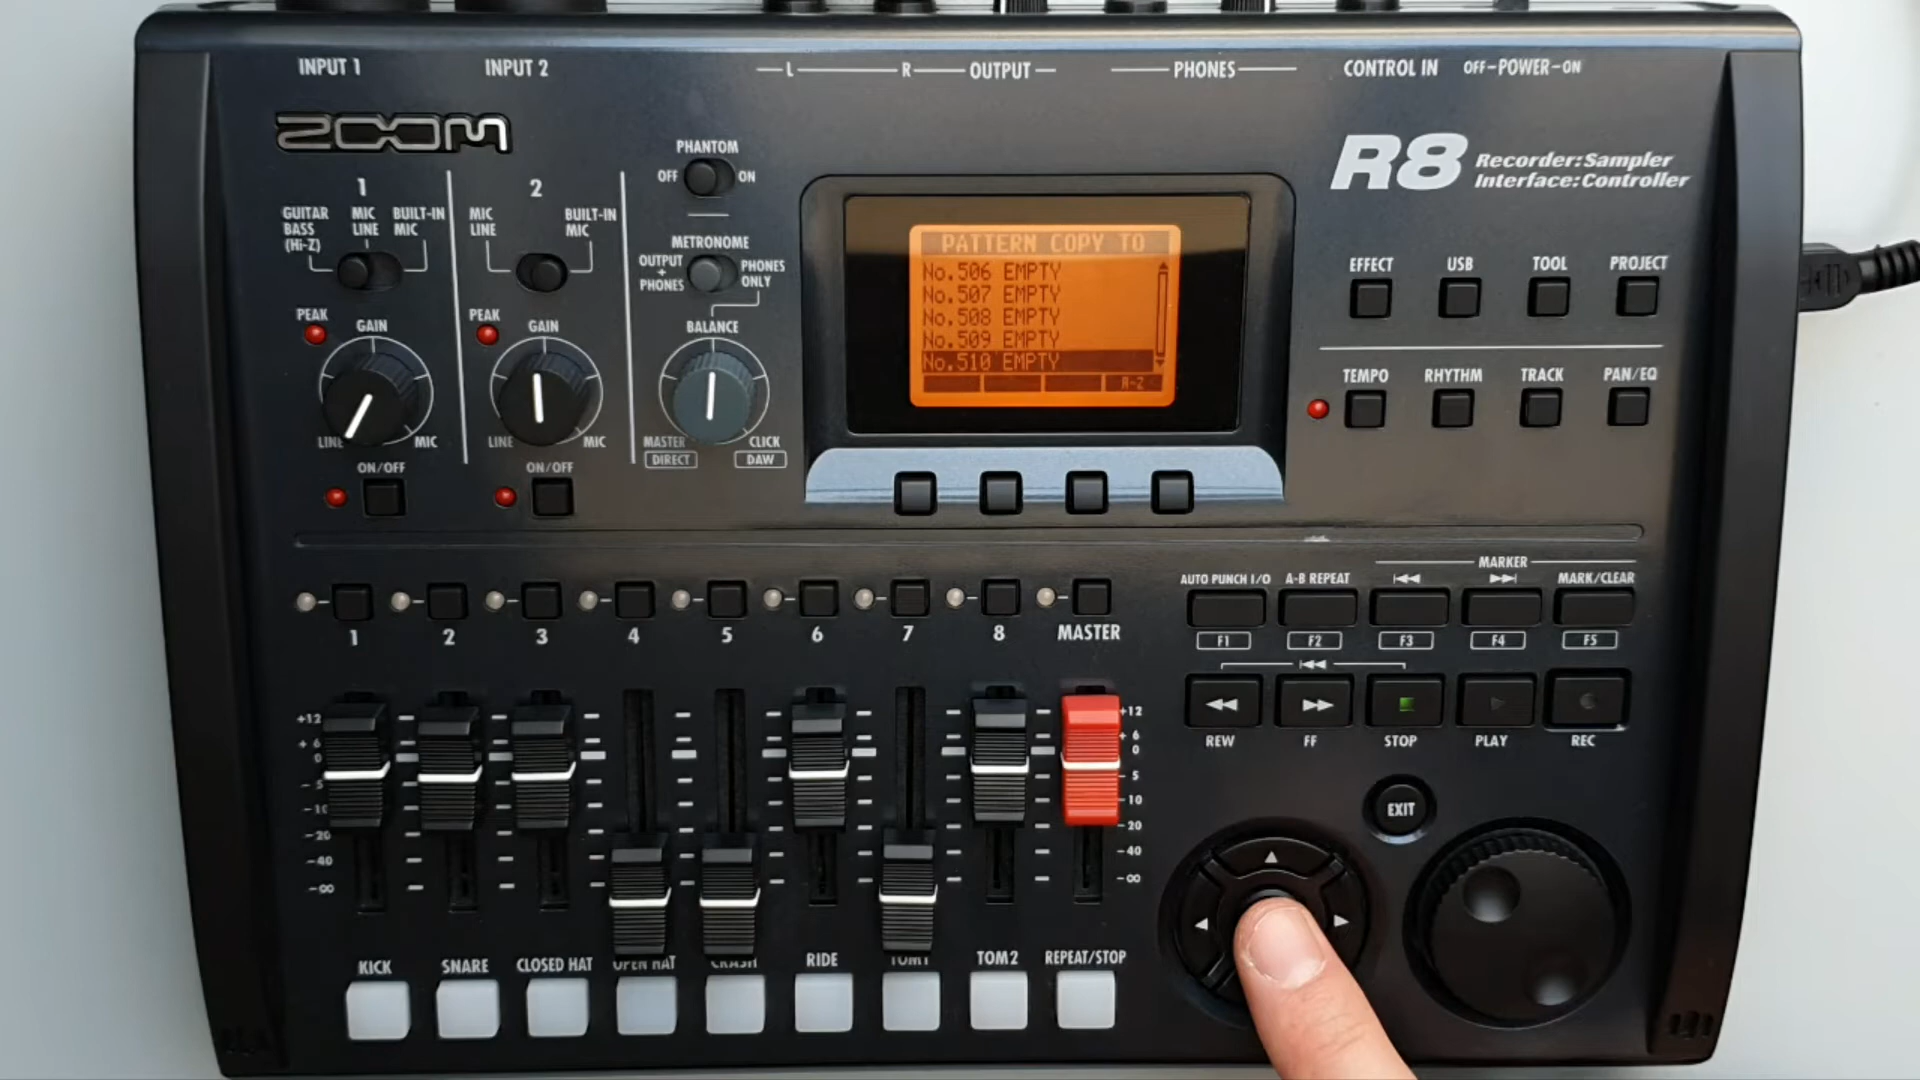 INPUT 1
INPUT 2
L
R
OUTPUT
PHONES
CONTROL IN
OFF-POWER-ON
ZOOM
R8
Recorder:Sampler
Interface:Controller
1
GUITAR
BASS
(Hi-Z)
MIC
LINE
BUILT-IN
MIC
2
MIC
LINE
BUILT-IN
MIC
PHANTOM
OFF
ON
METRONOME
OUTPUT
+
PHONES
PHONES
ONLY
PEAK
GAIN
LINE
MIC
ON/OFF
PEAK
GAIN
LINE
MIC
ON/OFF
BALANCE
MASTER
DIRECT
CLICK
DAW
PATTERN COPY TO
No.506 EMPTY
No.507 EMPTY
No.508 EMPTY
No.509 EMPTY
No.510 EMPTY
A-Z
EFFECT
USB
TOOL
PROJECT
TEMPO
RHYTHM
TRACK
PAN/EQ
1
2
3
4
5
6
7
8
MASTER
MARKER
AUTO PUNCH I/O
A-B REPEAT
MARK/CLEAR
F1
F2
F3
F4
F5
REW
FF
STOP
PLAY
REC
EXIT
+12
+ 6
0
- 5
-10
-20
-40
-∞
+12
+ 6
0
- 5
- 10
- 20
-40
-∞
KICK
SNARE
CLOSED HAT
OPEN HAT
CRASH
RIDE
TOM1
TOM2
REPEAT/STOP